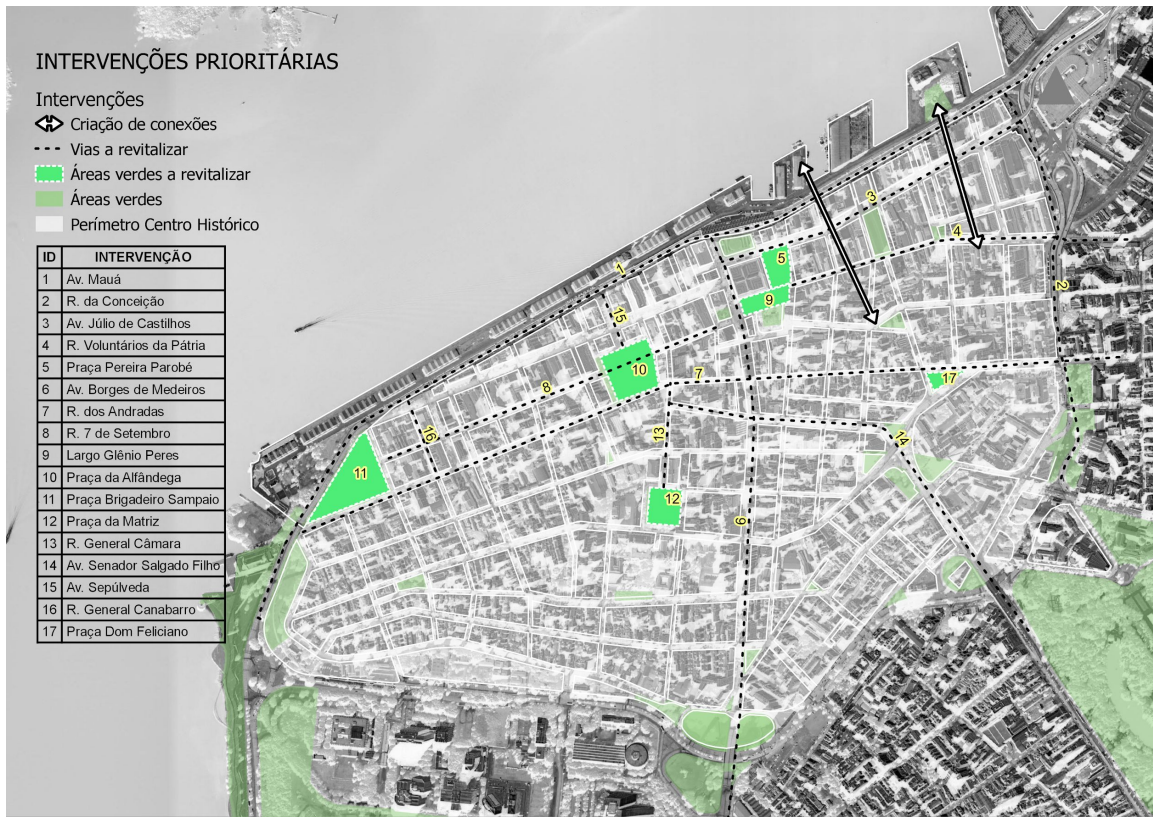 INTERVENÇÕES PRIORITÁRIAS
Intervenções
Criação de conexões
Vias a revitalizar
Áreas verdes a revitalizar
Áreas verdes
Perímetro Centro Histórico
ID INTERVENÇÃO
1 Av. Mauá
2 R. da Conceição
3 Av. Júlio de Castilhos
4 R. Voluntários da Pátria
5 Praça Pereira Parobé
6 Av. Borges de Medeiros
7 R. dos Andradas
8 R. 7 de Setembro
9 Largo Glênio Peres
10 Praça da Alfândega
11 Praça Brigadeiro Sampaio
12 Praça da Matriz
13 R. General Câmara
14 Av. Senador Salgado Filho
15 Av. Sepúlveda
16 R. General Canabarro
17 Praça Dom Feliciano
3
4
5
1
2
9
15
10
7
17
8
16
13
14
11
12
6